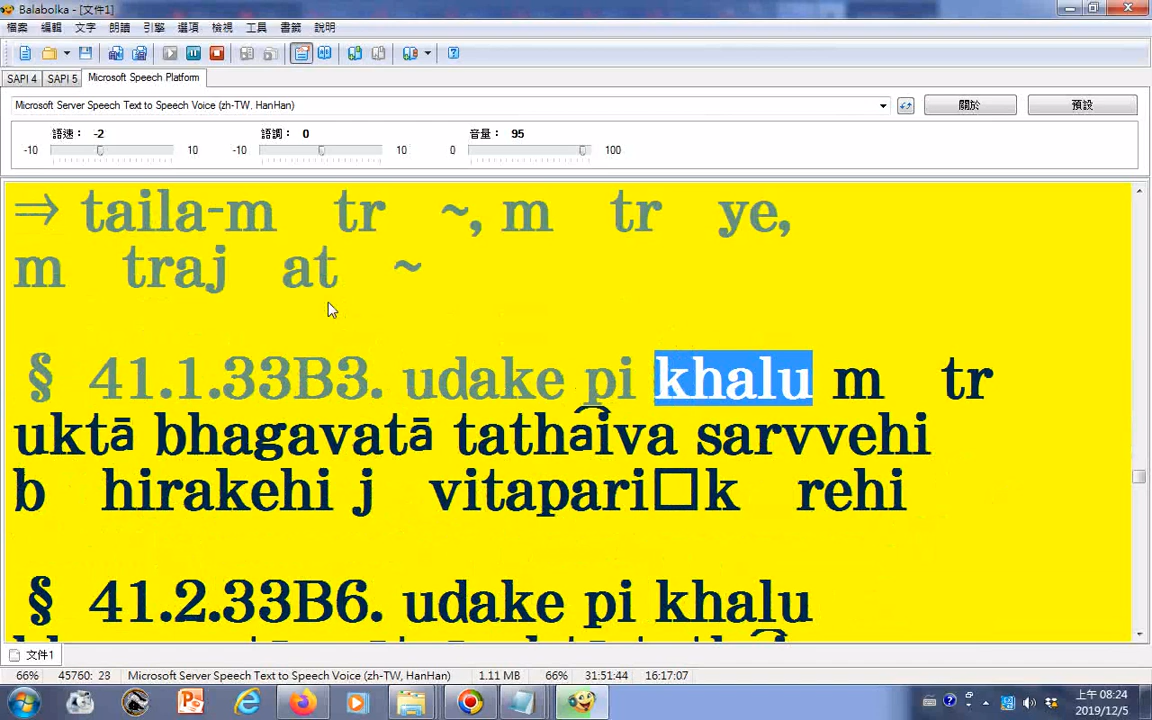 Balabolka - [文件1]
檔案 編輯 文字 朗讀 引擎 選項 檢視 工具 書籤 說明
SAPI 4 SAPI 5 Microsoft Speech Platform
Microsoft Server Speech Text to Speech Voice (zh-TW, HanHan) 關於 預設
語速： -2 語調： 0 音量： 95
-10 10 -10 10 0 100
⇒ taila-m tr ~, m tr ye,
m traj at ~
§ 41.1.33B3. udake pi khalu m tr
uktā bhagavatā tatha͡iva sarvvehi
b hirakehi j vitapari□k rehi
§ 41.2.33B6. udake pi khalu
文件1
66% 45760: 23 Microsoft Server Speech Text to Speech Voice (zh-TW, HanHan) 1.11 MB 66% 31:51:44 16:17:07
上午 08:24
2019/12/5